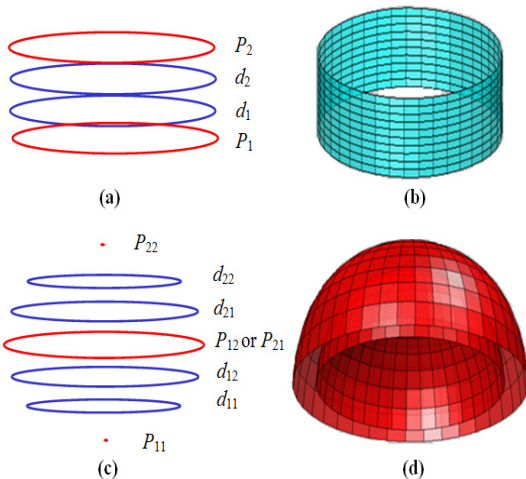 P₂
d₂
d₁
P₁
(a) (b)
P₂₂
d₂₂
d₂₁
P₁₂ or P₂₁
d₁₂
d₁₁
P₁₁
(c) (d)